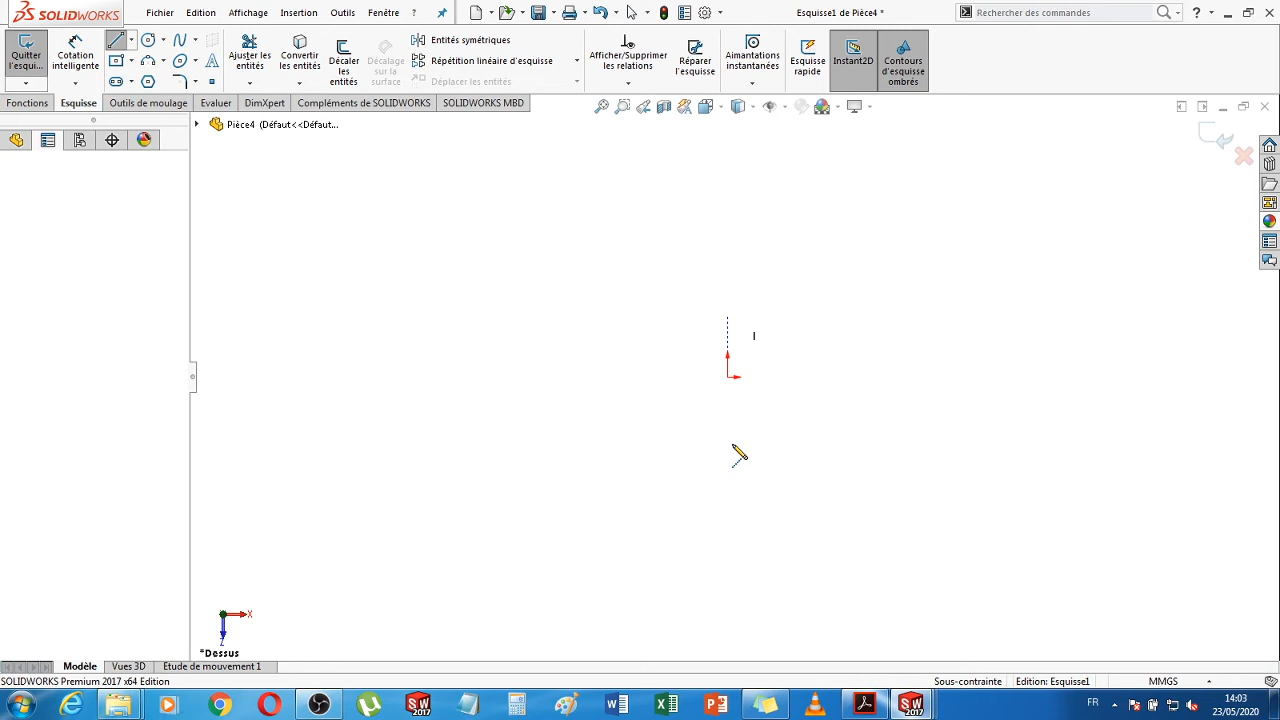 SOLIDWORKS Fichier Edition Affichage Insertion Outils Fenêtre Esquisse1 de Pièce4 * Rechercher des commandes ?
Quitter l'esqui... Cotation intelligente Ajuster les entités Convertir les entités Décaler les entités Décalage sur la surface Entités symétriques Afficher/Supprimer les relations Réparer l'esquisse Aimantations instantanées Esquisse rapide Instant2D Contours d'esquisse ombrés
Répétition linéaire d'esquisse
Déplacer les entités
Fonctions Esquisse Outils de moulage Evaluer DimXpert Compléments de SOLIDWORKS SOLIDWORKS MBD
Pièce4 (Défaut<<Défaut...
X
Z
*Dessus
Modèle Vues 3D Etude de mouvement 1
SOLIDWORKS Premium 2017 x64 Edition Sous-contrainte Edition: Esquisse1 MMGS
SW 2017 SW 2017 FR 14:03
23/05/2020